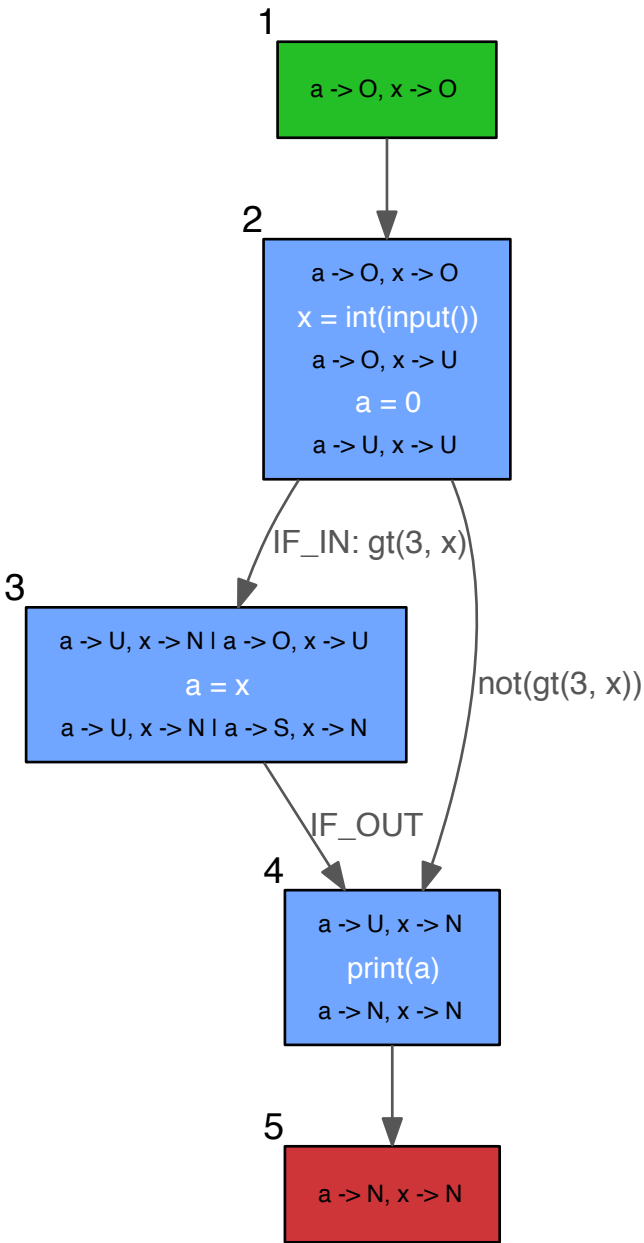 1
a -> O, x -> O
2
a -> O, x -> O
x = int(input())
a -> O, x -> U
a = 0
a -> U, x -> U
IF_IN: gt(3, x)
3
a -> U, x -> N | a -> O, x -> U
a = x
a -> U, x -> N | a -> S, x -> N
not(gt(3, x))
IF_OUT
4
a -> U, x -> N
print(a)
a -> N, x -> N
5
a -> N, x -> N